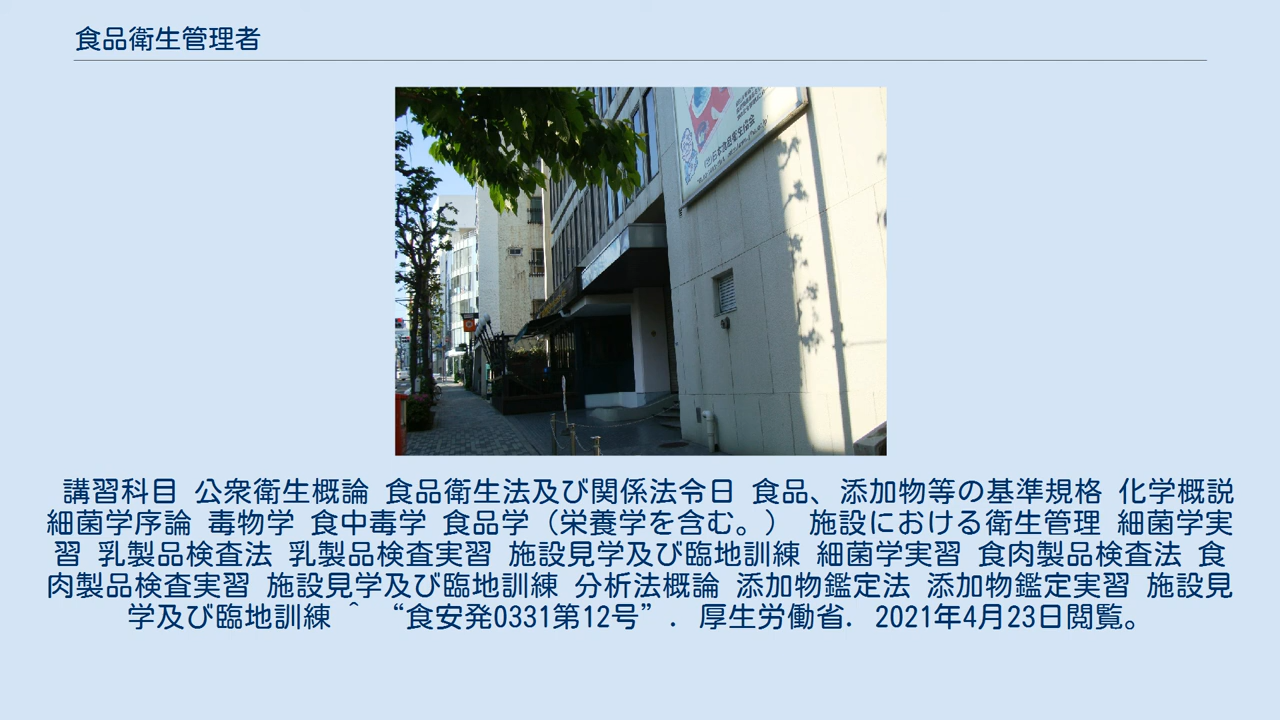 食品衛生管理者
(社)日本食品衛生協会
講習科目 公衆衛生概論 食品衛生法及び関係法令日 食品、添加物等の基準規格 化学概説
細菌学序論 毒物学 食中毒学 食品学（栄養学を含む。） 施設における衛生管理 細菌学実
習 乳製品検査法 乳製品検査実習 施設見学及び臨地訓練 細菌学実習 食肉製品検査法 食
肉製品検査実習 施設見学及び臨地訓練 分析法概論 添加物鑑定法 添加物鑑定実習 施設見
学及び臨地訓練 ^ “食安発0331第12号”. 厚生労働省. 2021年4月23日閲覧。